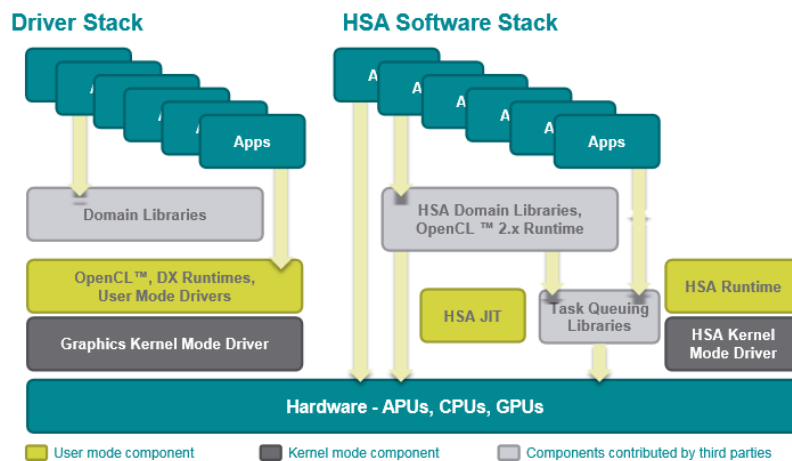 Driver Stack
HSA Software Stack
A
A
Apps
A
A
Apps
Domain Libraries
HSA Domain Libraries,
OpenCL ™ 2.x Runtime
OpenCL™, DX Runtimes,
User Mode Drivers
HSA JIT
Task Queuing
Libraries
HSA Runtime
Graphics Kernel Mode Driver
HSA Kernel
Mode Driver
Hardware - APUs, CPUs, GPUs
User mode component
Kernel mode component
Components contributed by third parties